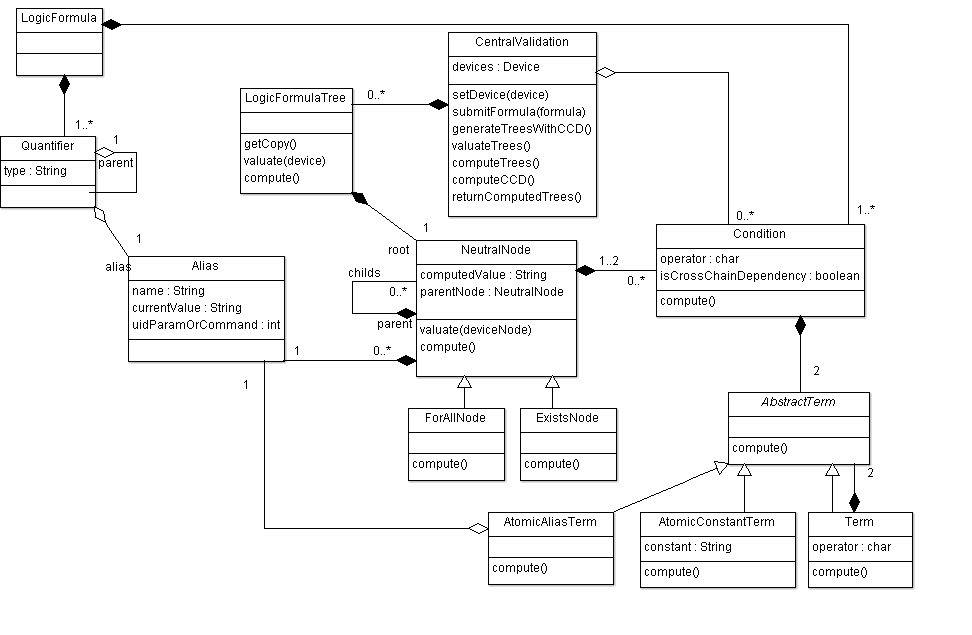 LogicFormula
CentralValidation
devices : Device
setDevice(device)
submitFormula(formula)
generateTreesWithCCD()
valuateTrees()
computeTrees()
computeCCD()
returnComputedTrees()
LogicFormulaTree
getCopy()
valuate(device)
compute()
0..*
1..*
1
Quantifier
type : String
parent
1
alias
Alias
name : String
currentValue : String
uidParamOrCommand : int
1
1
0..*
1
root
NeutralNode
computedValue : String
parentNode : NeutralNode
valuate(deviceNode)
compute()
childs
0..*
parent
1..2
0..*
0..*
1..*
Condition
operator : char
isCrossChainDependency : boolean
compute()
2
AbstractTerm
compute()
2
ForAllNode
compute()
ExistsNode
compute()
AtomicAliasTerm
compute()
AtomicConstantTerm
constant : String
compute()
Term
operator : char
compute()